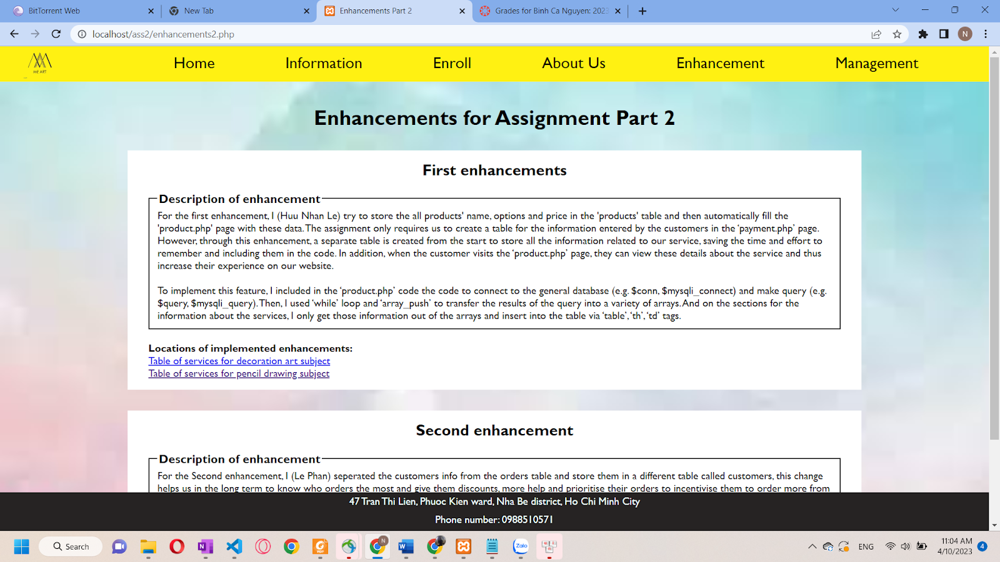 BitTorrent Web
New Tab
Enhancements Part 2
Grades for Binh Ca Nguyen: 2023
localhost/ass2/enhancements2.php
N
ME ART
Home
Information
Enroll
About Us
Enhancement
Management
Enhancements for Assignment Part 2
First enhancements
Description of enhancement
For the first enhancement, I (Huu Nhan Le) try to store the all products' name, options and price in the 'products' table and then automatically fill the
'product.php' page with these data. The assignment only requires us to create a table for the information entered by the customers in the ‘payment.php’ page.
However, through this enhancement, a separate table is created from the start to store all the information related to our service, saving the time and effort to
remember and including them in the code. In addition, when the customer visits the ‘product.php’ page, they can view these details about the service and thus
increase their experience on our website.
To implement this feature, I included in the ‘product.php’ code the code to connect to the general database (e.g. $conn, $mysqli_connect) and make query (e.g.
$query, $mysqli_query). Then, I used ‘while’ loop and ‘array_push’ to transfer the results of the query into a variety of arrays. And on the sections for the
information about the services, I only get those information out of the arrays and insert into the table via ‘table’, ‘th’, ‘td’ tags.
Locations of implemented enhancements:
Table of services for decoration art subject
Table of services for pencil drawing subject
Second enhancement
Description of enhancement
For the Second enhancement, I (Le Phan) seperated the customers info from the orders table and store them in a different table called customers, this change
helps us in the long term to know who orders the most and give them discounts, more help and prioritise their orders to incentivise them to order more from
47 Tran Thi Lien, Phuoc Kien ward, Nha Be district, Ho Chi Minh City
Phone number: 0988510571
Search
N
Zalo
ENG
11:04 AM
4/10/2023
4